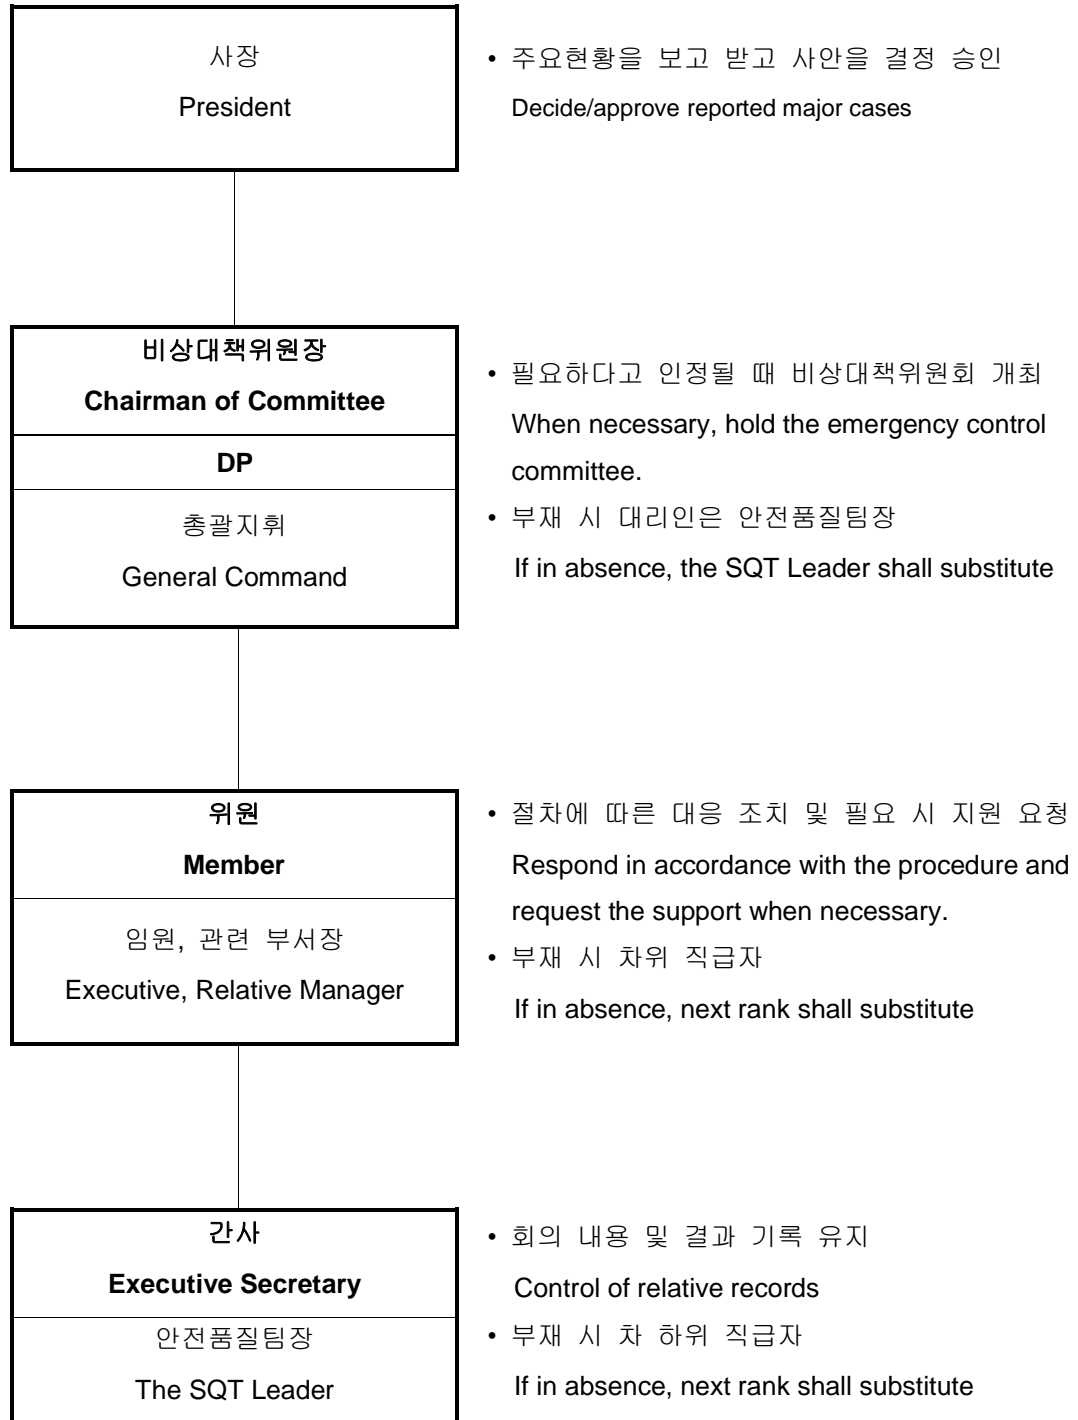 사장
President
• 주요현황을 보고 받고 사안을 결정 승인
Decide/approve reported major cases
비상대책위원장
Chairman of Committee
DP
총괄지휘
General Command
• 필요하다고 인정될 때 비상대책위원회 개최
When necessary, hold the emergency control
committee.
• 부재 시 대리인은 안전품질팀장
If in absence, the SQT Leader shall substitute
위원
Member
임원, 관련 부서장
Executive, Relative Manager
• 절차에 따른 대응 조치 및 필요 시 지원 요청
Respond in accordance with the procedure and
request the support when necessary.
• 부재 시 차위 직급자
If in absence, next rank shall substitute
간사
Executive Secretary
안전품질팀장
The SQT Leader
• 회의 내용 및 결과 기록 유지
Control of relative records
• 부재 시 차 하위 직급자
If in absence, next rank shall substitute